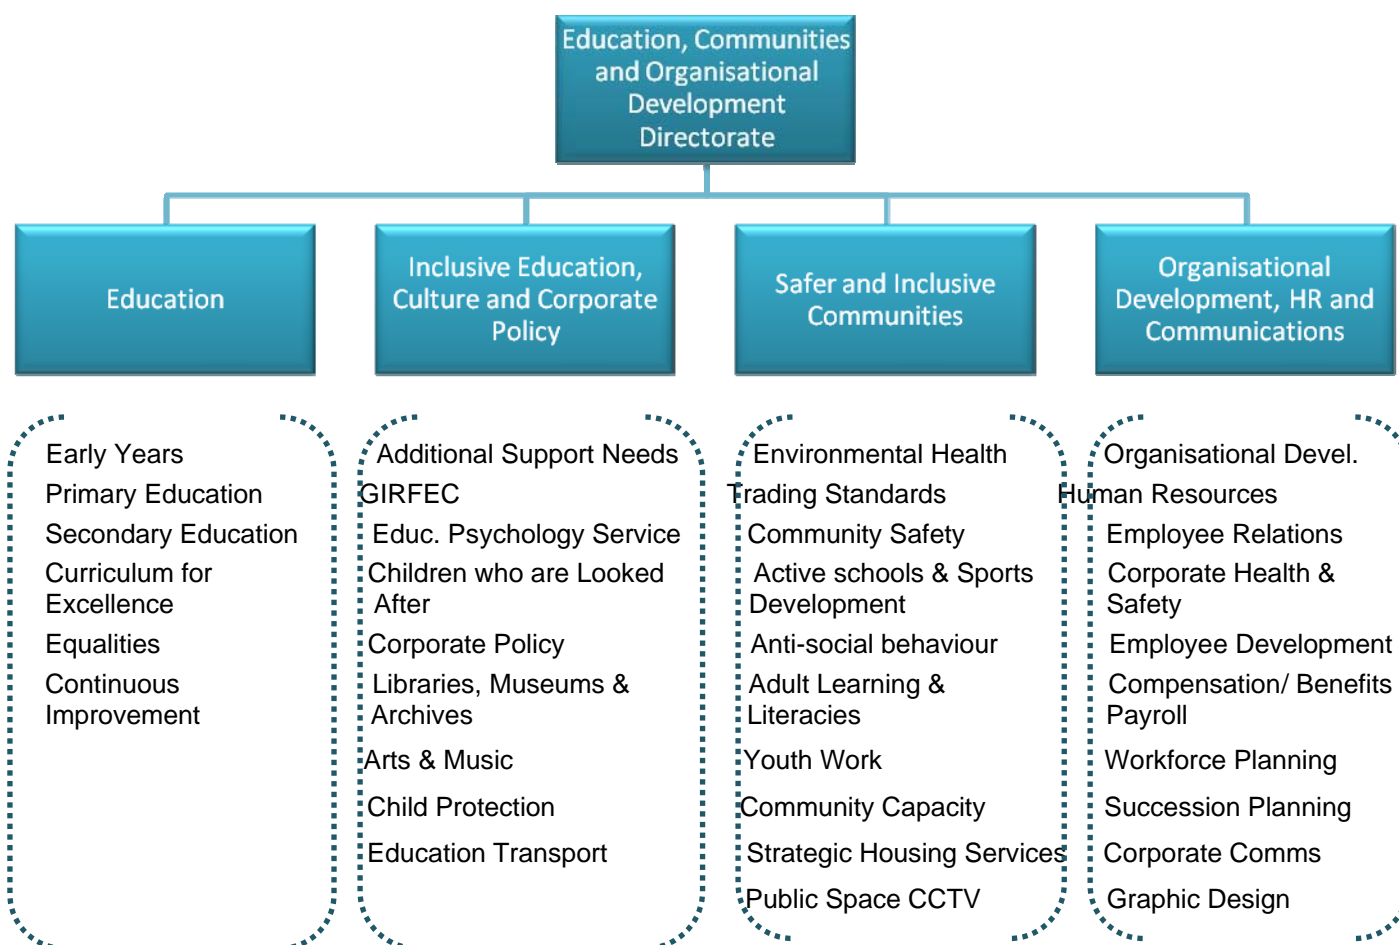 Education, Communities
and Organisational
Development
Directorate
Education
Inclusive Education,
Culture and Corporate
Policy
Safer and Inclusive
Communities
Organisational
Development, HR and
Communications
Early Years
Primary Education
Secondary Education
Curriculum for
Excellence
Equalities
Continuous
Improvement
Additional Support Needs
GIRFEC
Educ. Psychology Service
Children who are Looked
After
Corporate Policy
Libraries, Museums &
Archives
Arts & Music
Child Protection
Education Transport
Environmental Health
Trading Standards
Community Safety
Active schools & Sports
Development
Anti-social behaviour
Adult Learning &
Literacies
Youth Work
Community Capacity
Strategic Housing Services
Public Space CCTV
Organisational Devel.
Human Resources
Employee Relations
Corporate Health &
Safety
Employee Development
Compensation/ Benefits
Payroll
Workforce Planning
Succession Planning
Corporate Comms
Graphic Design